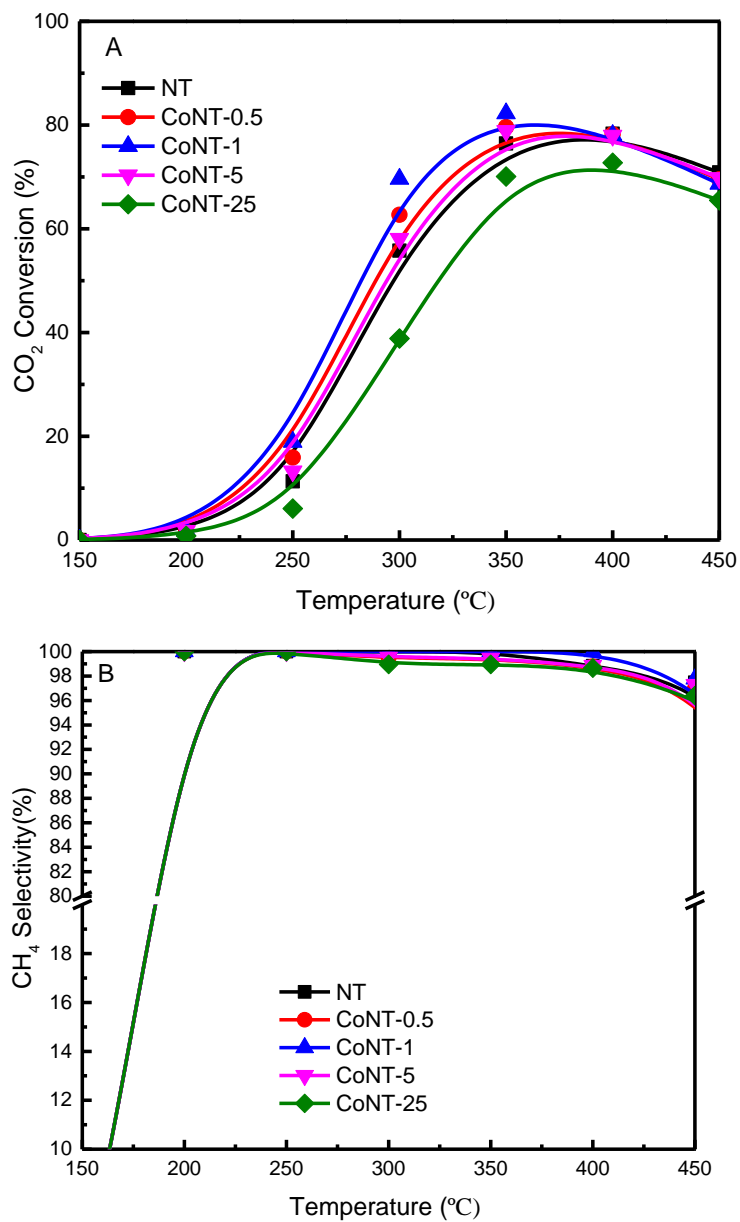 A
NT
CoNT-0.5
CoNT-1
CoNT-5
CoNT-25
CO2 Conversion (%)
100
80
60
40
20
0
150 200 250 300 350 400 450
Temperature (ºC)
B
CH4 Selectivity(%)
100
98
96
94
92
90
88
86
84
82
80
18
16
14
12
10
NT
CoNT-0.5
CoNT-1
CoNT-5
CoNT-25
150 200 250 300 350 400 450
Temperature (ºC)